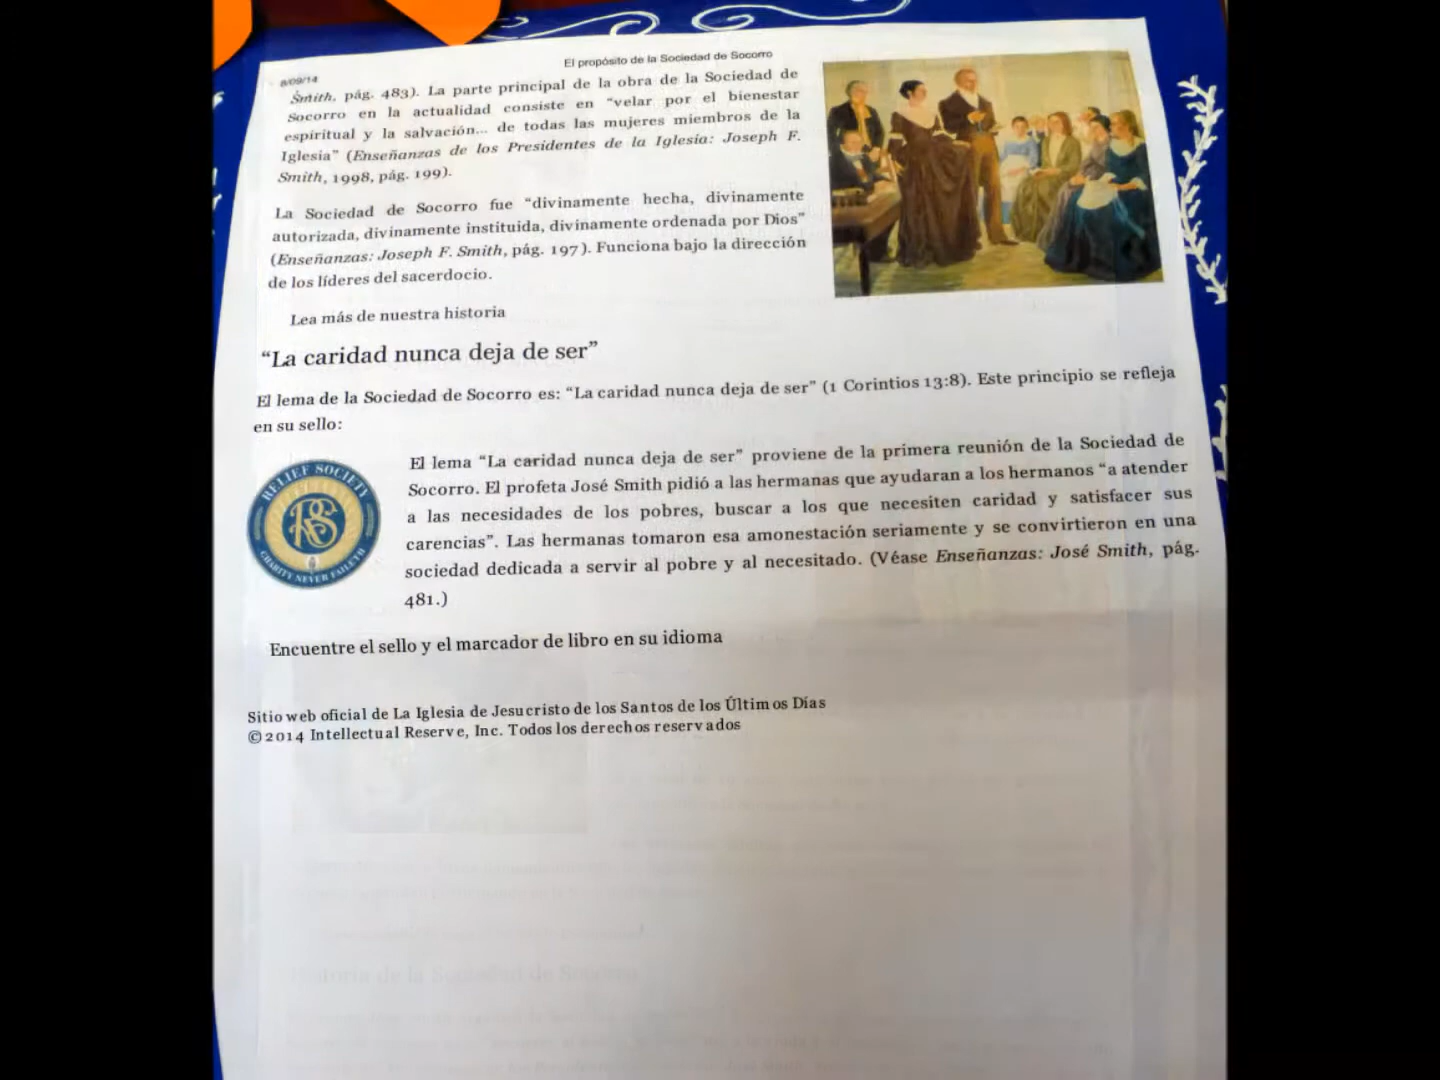 8/09/14
El propósito de la Sociedad de Socorro
Smith, pág. 483). La parte principal de la obra de la Sociedad de
Socorro en la actualidad consiste en “velar por el bienestar
espiritual y la salvación... de todas las mujeres miembros de la
Iglesia” (Enseñanzas de los Presidentes de la Iglesia: Joseph F.
Smith, 1998, pág. 199).
La Sociedad de Socorro fue “divinamente hecha, divinamente
autorizada, divinamente instituida, divinamente ordenada por Dios”
(Enseñanzas: Joseph F. Smith, pág. 197). Funciona bajo la dirección
de los líderes del sacerdocio.
Lea más de nuestra historia
“La caridad nunca deja de ser”
El lema de la Sociedad de Socorro es: “La caridad nunca deja de ser” (1 Corintios 13:8). Este principio se refleja
en su sello:
RELIEF SOCIETY
RS
CHARITY NEVER FAILETH
El lema “La caridad nunca deja de ser” proviene de la primera reunión de la Sociedad de
Socorro. El profeta José Smith pidió a las hermanas que ayudaran a los hermanos “a atender
a las necesidades de los pobres, buscar a los que necesiten caridad y satisfacer sus
carencias”. Las hermanas tomaron esa amonestación seriamente y se convirtieron en una
sociedad dedicada a servir al pobre y al necesitado. (Véase Enseñanzas: José Smith, pág.
481.)
Encuentre el sello y el marcador de libro en su idioma
Sitio web oficial de La Iglesia de Jesucristo de los Santos de los Últimos Días
©2014 Intellectual Reserve, Inc. Todos los derechos reservados
Historia de la Sociedad de Socorro